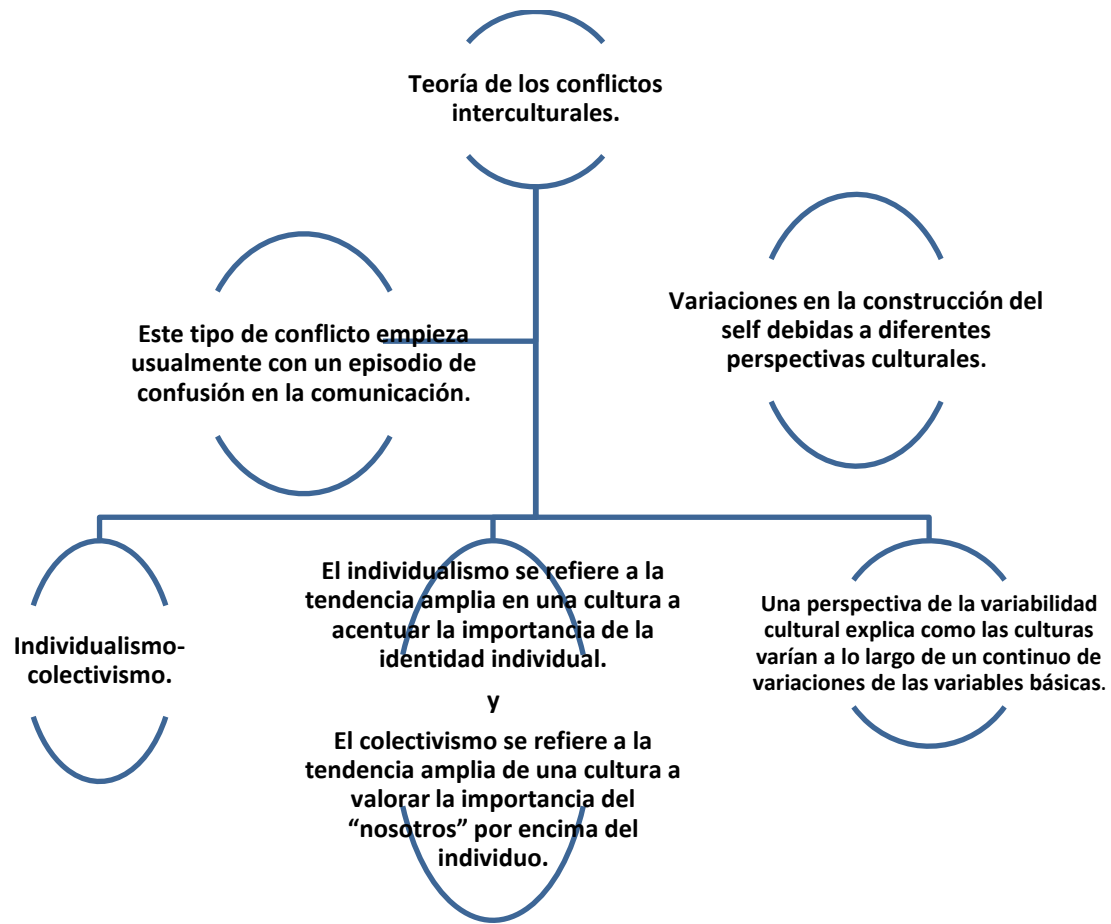 Teoría de los conflictos
interculturales.
Este tipo de conflicto empieza
usualmente con un episodio de
confusión en la comunicación.
Variaciones en la construcción del
self debidas a diferentes
perspectivas culturales.
Individualismo-
colectivismo.
El individualismo se refiere a la
tendencia amplia en una cultura a
acentuar la importancia de la
identidad individual.
y
El colectivismo se refiere a la
tendencia amplia de una cultura a
valorar la importancia del
“nosotros” por encima del
individuo.
Una perspectiva de la variabilidad
cultural explica como las culturas
varían a lo largo de un continuo de
variaciones de las variables básicas.